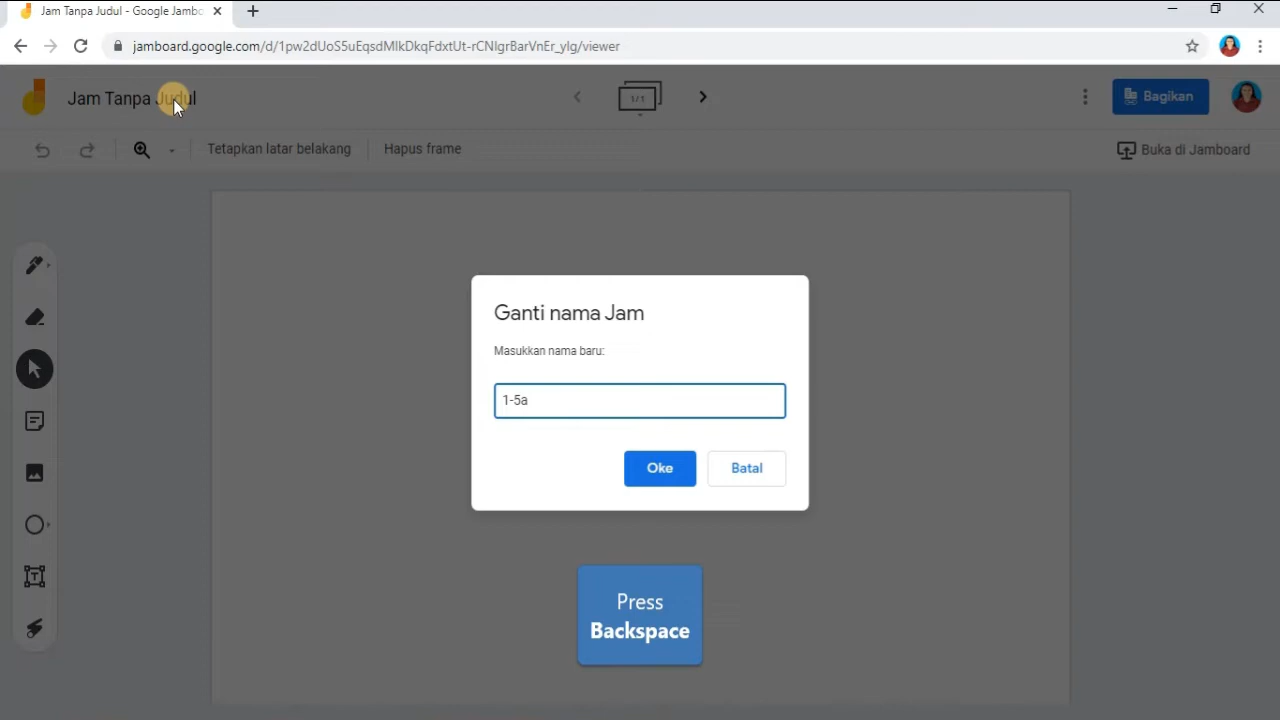 Jam Tanpa Judul - Google Jambo
jamboard.google.com/d/1pw2dUoS5uEqsdMlkDkqFdxtUt-rCNlgrBarVnEr_ylg/viewer
Jam Tanpa Judul
1/1
Bagikan
Tetapkan latar belakang
Hapus frame
Buka di Jamboard
Ganti nama Jam
Masukkan nama baru:
1-5a
Oke
Batal
Press
Backspace